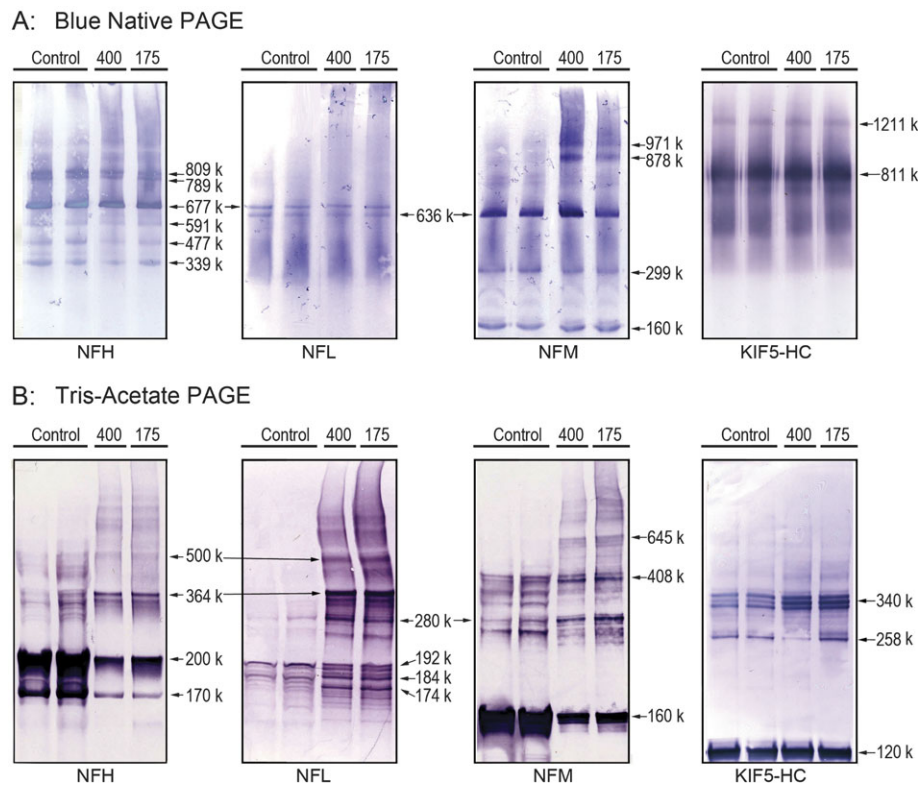 A: Blue Native PAGE
Control 400 175
Control 400 175
Control 400 175
Control 400 175
809 k
789 k
677 k
591 k
477 k
339 k
636 k
971 k
878 k
299 k
160 k
1211 k
811 k
NFH
NFL
NFM
KIF5-HC
B: Tris-Acetate PAGE
Control 400 175
Control 400 175
Control 400 175
Control 400 175
500 k
364 k
200 k
170 k
280 k
192 k
184 k
174 k
645 k
408 k
160 k
340 k
258 k
120 k
NFH
NFL
NFM
KIF5-HC